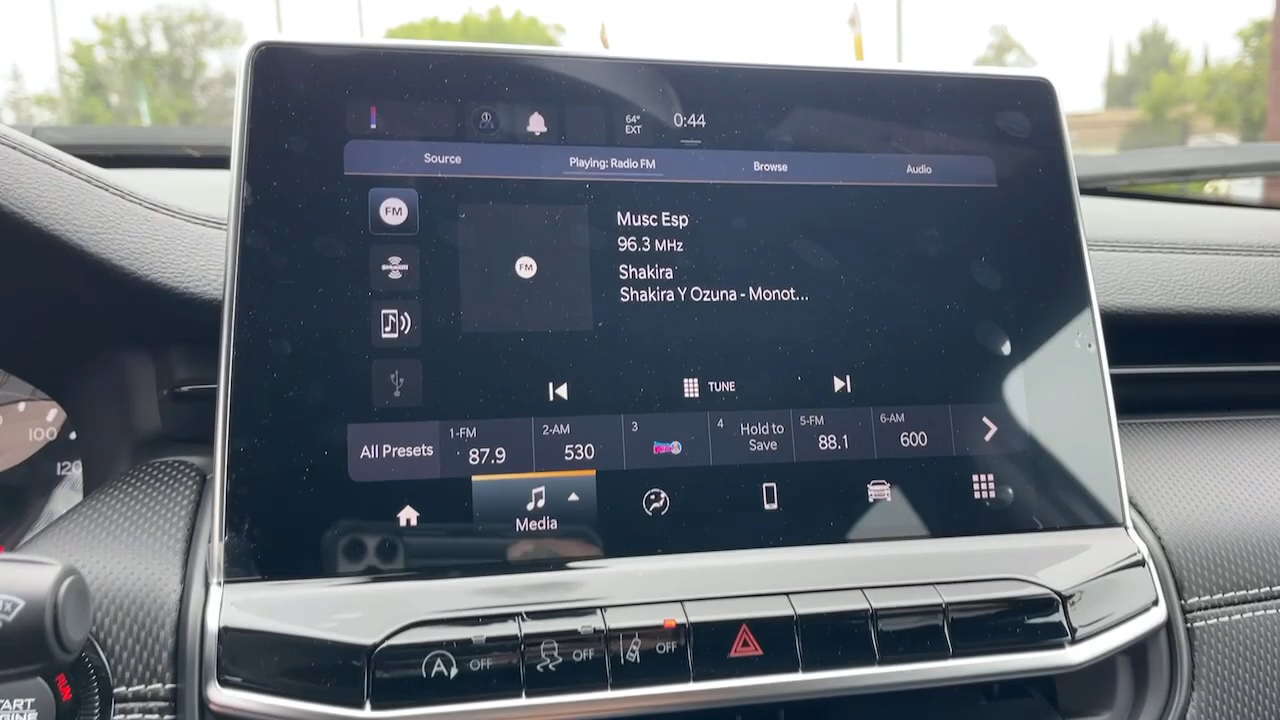 64°
EXT
0:44
Source
Playing: Radio FM
Browse
Audio
FM
FM
Musc Esp
96.3 MHz
Shakira
Shakira Y Ozuna - Monot...
TUNE
All Presets
1-FM
87.9
2-AM
530
3
4
Hold to
Save
5-FM
88.1
6-AM
600
Media
100
120
A OFF
OFF
OFF
RUN